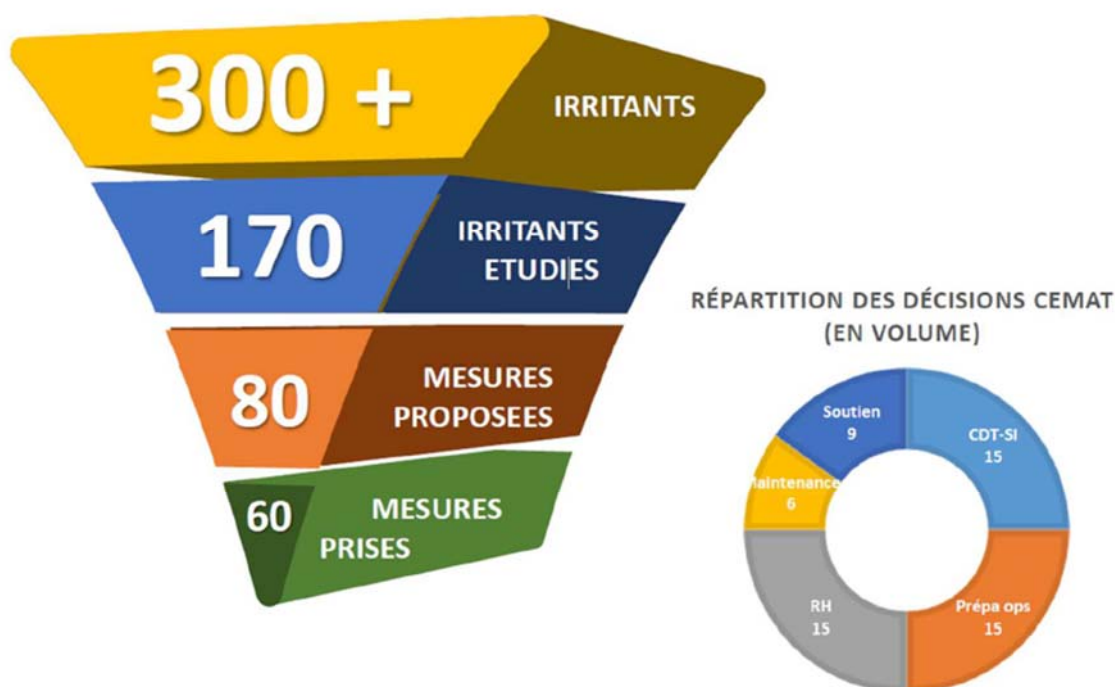 300 +
IRRITANTS
170
IRRITANTS
ETUDIES
80
MESURES
PROPOSEES
60
MESURES
PRISES
RÉPARTITION DES DÉCISIONS CEMAT
(EN VOLUME)
Soutien
9
CDT-SI
15
Maintenance
6
RH
15
Prépa ops
15